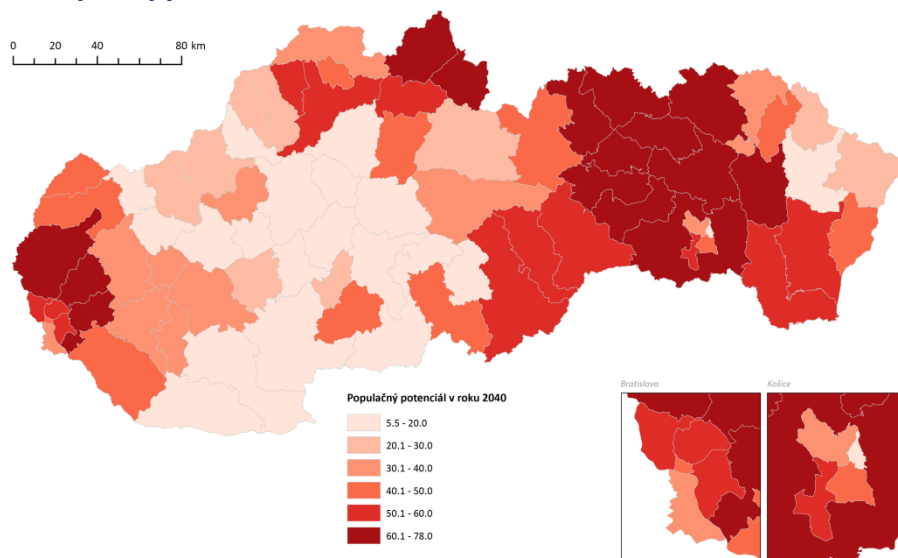 0 20 40 80 km
Populačný potenciál v roku 2040
5.5 - 20.0
20.1 - 30.0
30.1 - 40.0
40.1 - 50.0
50.1 - 60.0
60.1 - 78.0
Bratislava
Košice